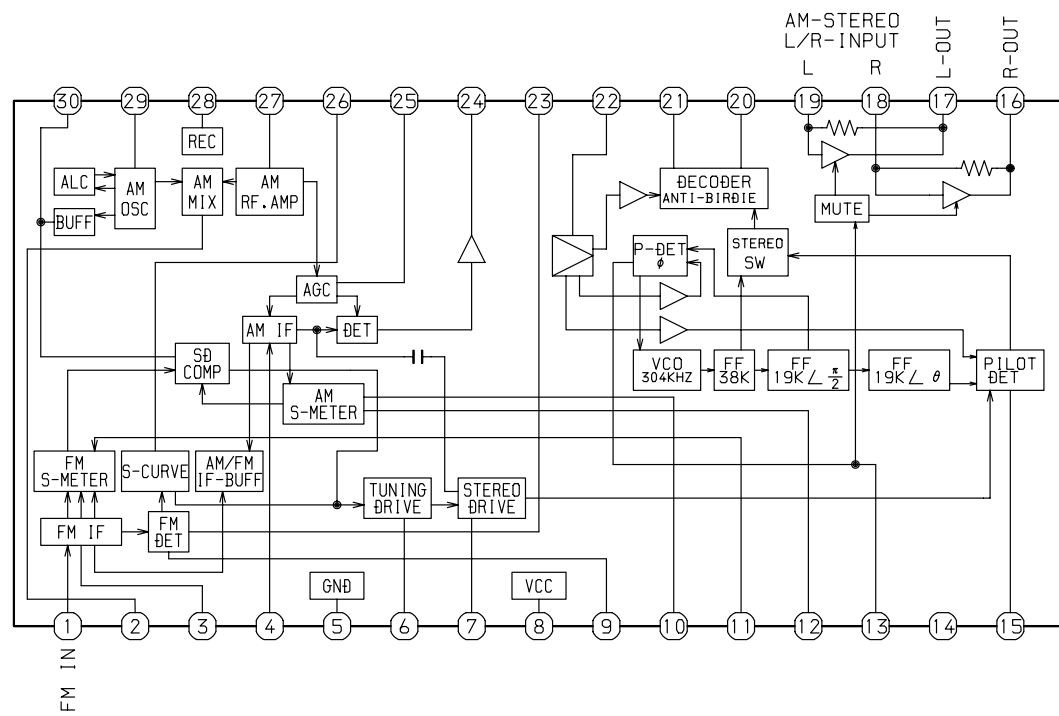 AM-STEREO
L/R-INPUT
L R L-OUT R-OUT
30 29 28 27 26 25 24 23 22 21 20 19 18 17 16
REC
ALC
AM
OSC
AM
MIX
AM
RF.AMP
BUFF
DECODER
ANTI-BIRDIE
MUTE
P-DET
φ
STEREO
SW
AGC
AM IF
DET
SD
COMP
VCO
304KHZ
FF
38K
FF
19K∠ π/2
FF
19K∠ θ
PILOT
DET
AM
S-METER
FM
S-METER
S-CURVE
AM/FM
IF-BUFF
TUNING
DRIVE
STEREO
DRIVE
FM IF
FM
DET
GND
VCC
1 2 3 4 5 6 7 8 9 10 11 12 13 14 15
FM IN